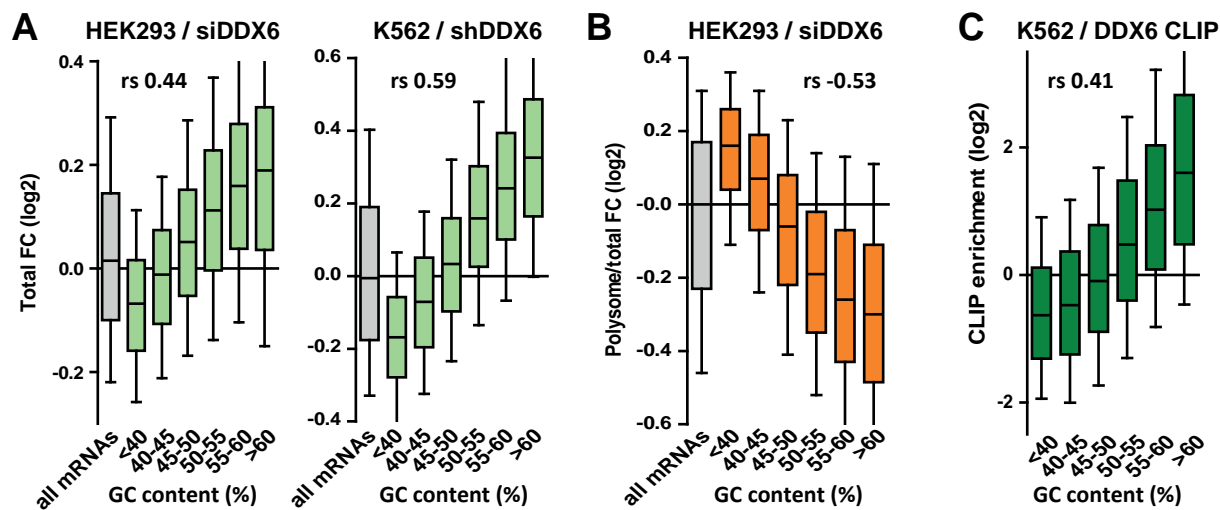 A
HEK293 / siDDX6
K562 / shDDX6
B
HEK293 / siDDX6
C
K562 / DDX6 CLIP
Total FC (log2)
0.4
0.2
0.0
-0.2
rs 0.44
all mRNAs
<40
40-45
45-50
50-55
55-60
>60
GC content (%)
0.6
0.4
0.2
0.0
-0.2
-0.4
rs 0.59
all mRNAs
<40
40-45
45-50
50-55
55-60
>60
GC content (%)
Polysome/total FC (log2)
0.4
0.2
-0.0
-0.2
-0.4
-0.6
rs -0.53
all mRNAs
<40
40-45
45-50
50-55
55-60
>60
GC content (%)
CLIP enrichment (log2)
2
0
-2
rs 0.41
<40
40-45
45-50
50-55
55-60
>60
GC content (%)